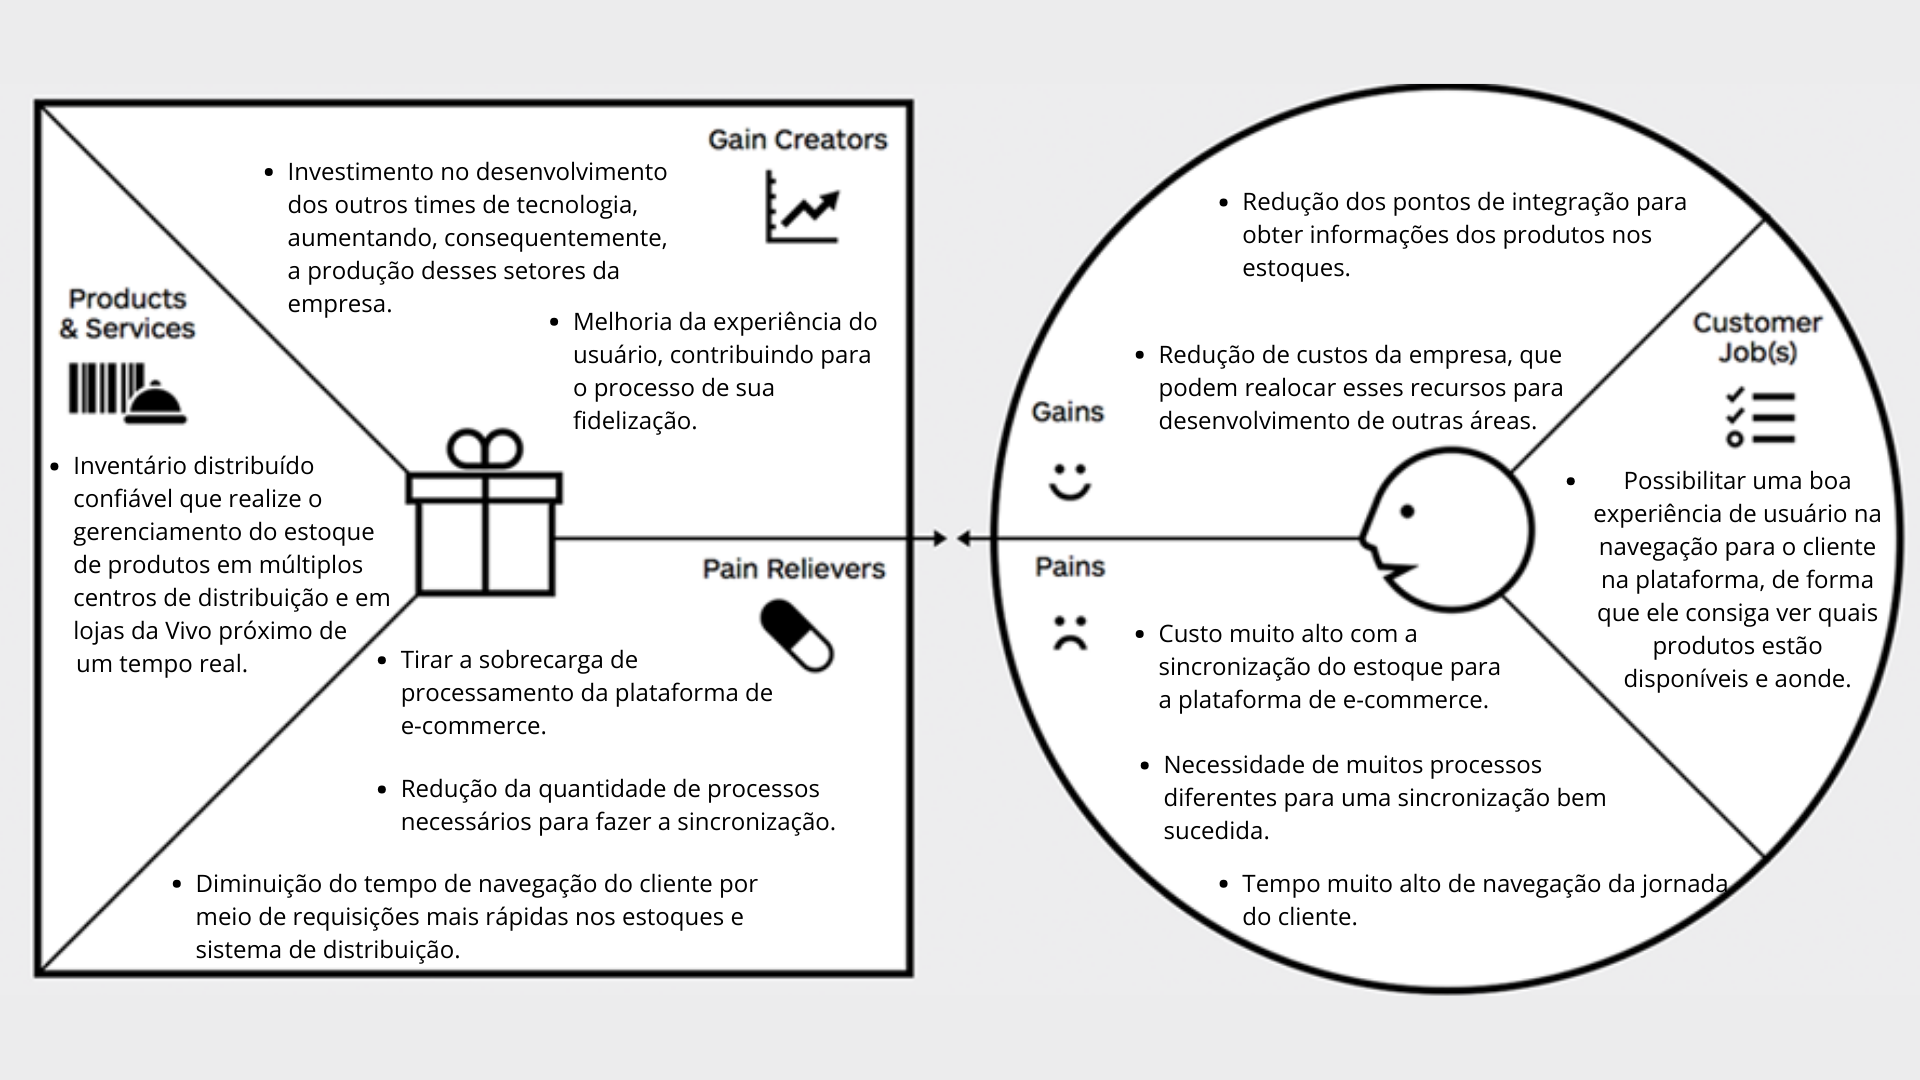 Gain Creators
• Investimento no desenvolvimento
dos outros times de tecnologia,
aumentando, consequentemente,
a produção desses setores da
empresa.
• Melhoria da experiência do
usuário, contribuindo para
o processo de sua
fidelização.
Products
& Services
• Inventário distribuído
confiável que realize o
gerenciamento do estoque
de produtos em múltiplos
centros de distribuição e em
lojas da Vivo próximo de
um tempo real.
Pain Relievers
• Tirar a sobrecarga de
processamento da plataforma de
e-commerce.
• Redução da quantidade de processos
necessários para fazer a sincronização.
• Diminuição do tempo de navegação do cliente por
meio de requisições mais rápidas nos estoques e
sistema de distribuição.
• Redução dos pontos de integração para
obter informações dos produtos nos
estoques.
• Redução de custos da empresa, que
podem realocar esses recursos para
desenvolvimento de outras áreas.
Gains
Customer
Job(s)
• Possibilitar uma boa
experiência de usuário na
navegação para o cliente
na plataforma, de forma
que ele consiga ver quais
produtos estão
disponíveis e aonde.
Pains
• Custo muito alto com a
sincronização do estoque para
a plataforma de e-commerce.
• Necessidade de muitos processos
diferentes para uma sincronização bem
sucedida.
• Tempo muito alto de navegação da jornada
do cliente.